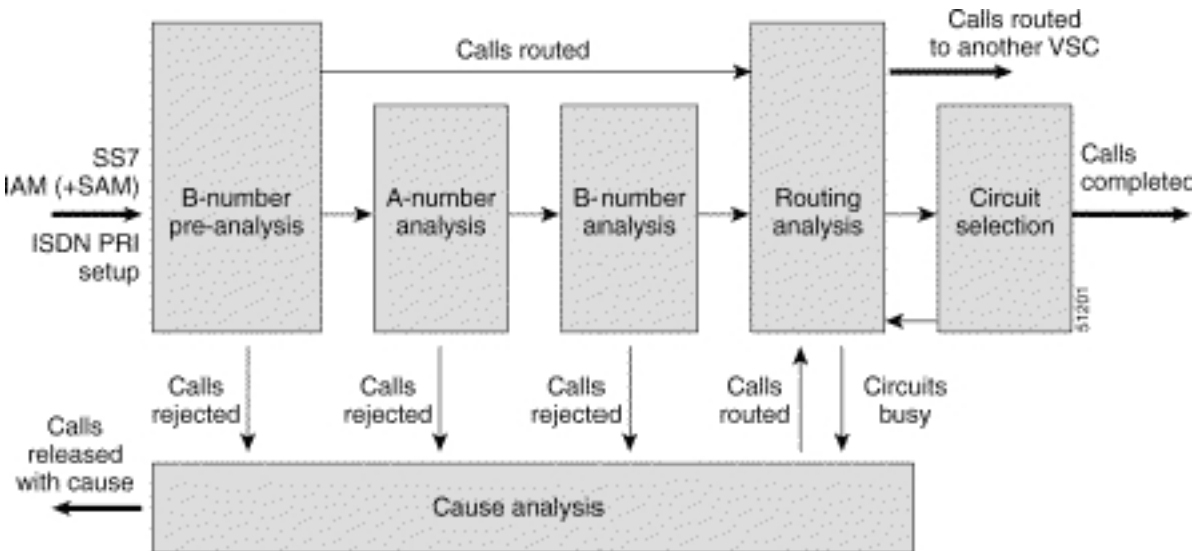 Calls routed
to another VSC
Calls routed
SS7
IAM (+SAM)
ISDN PRI
setup
B-number
pre-analysis
A-number
analysis
B-number
analysis
Routing
analysis
Circuit
selection
Calls
completed
51201
Calls
rejected
Calls
rejected
Calls
rejected
Calls
routed
Circuits
busy
Calls
released
with cause
Cause analysis